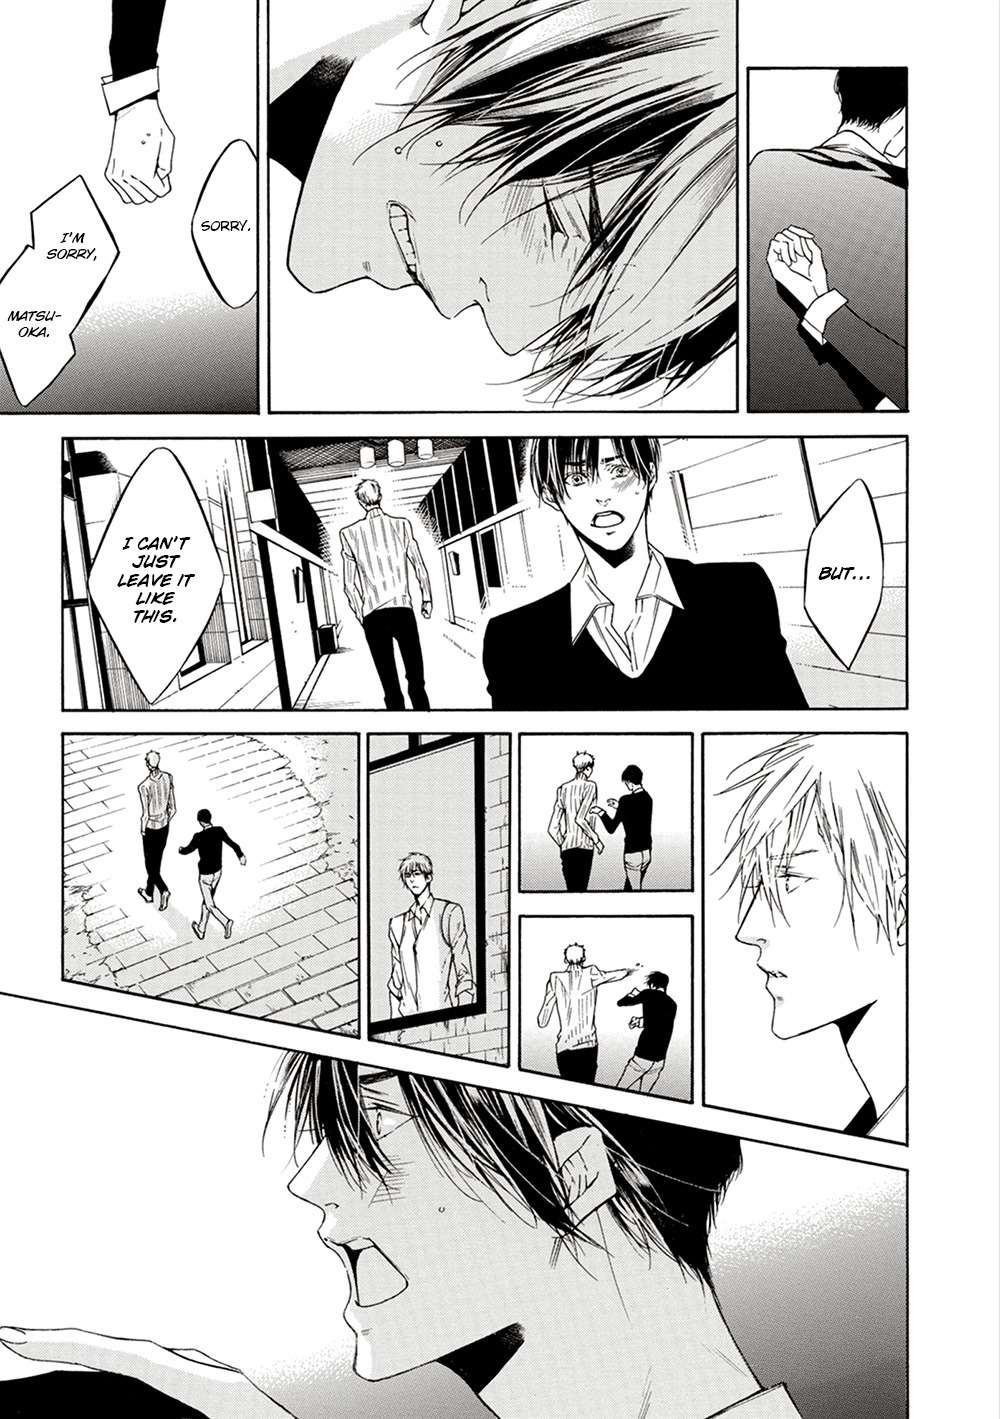 SORRY.
I'M
SORRY,
MATSU-
OKA.
BUT...
I CAN'T
JUST
LEAVE IT
LIKE
THIS.